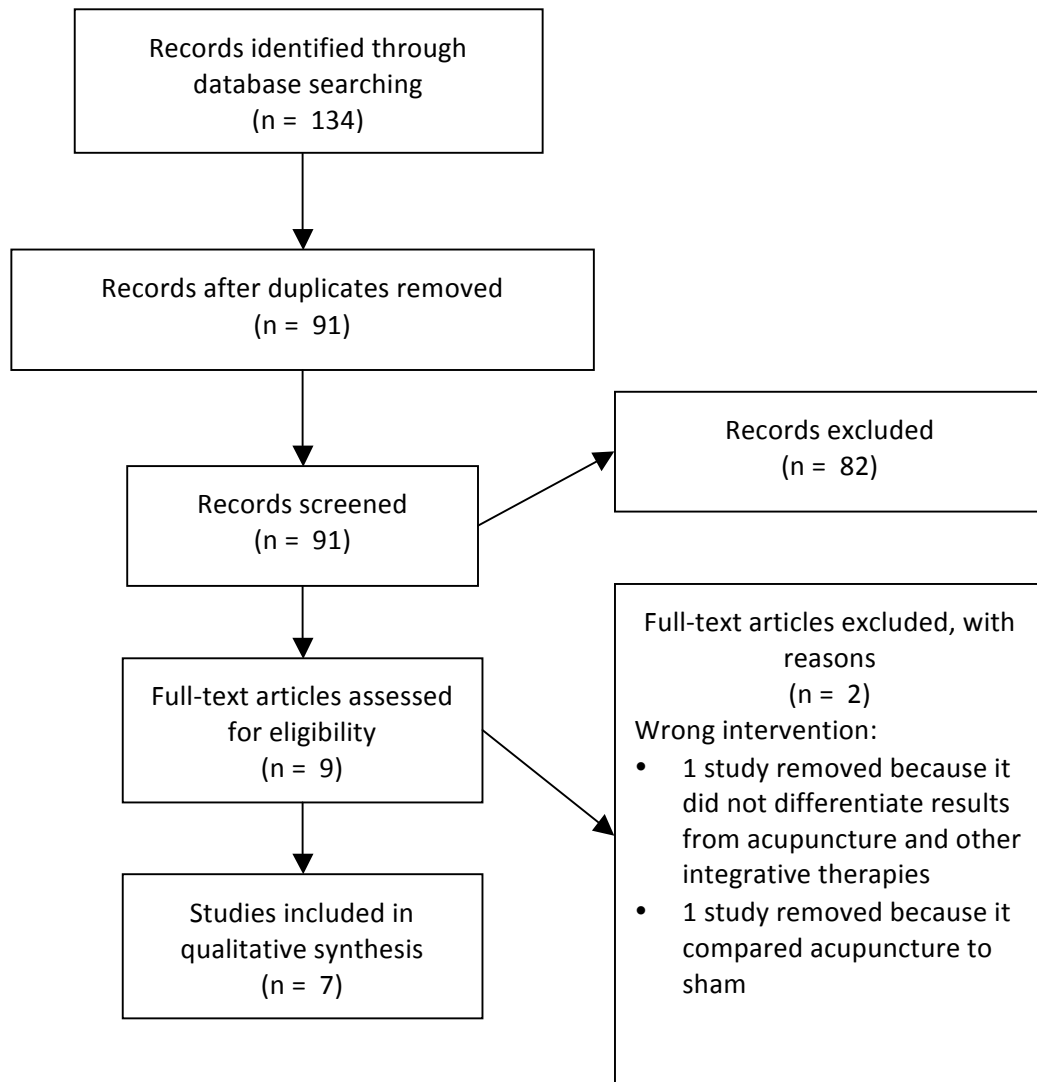 Records identified through
database searching
(n =  134)
Records after duplicates removed
(n =  91)
Records excluded
(n =  82)
Records screened
(n =  91)
Full-text articles assessed
for eligibility
(n =  9)
Full-text articles excluded, with
reasons
(n =  2)
Wrong intervention:
• 1 study removed because it
did not differentiate results
from acupuncture and other
integrative therapies
• 1 study removed because it
compared acupuncture to
sham
Studies included in
qualitative synthesis
(n =  7)